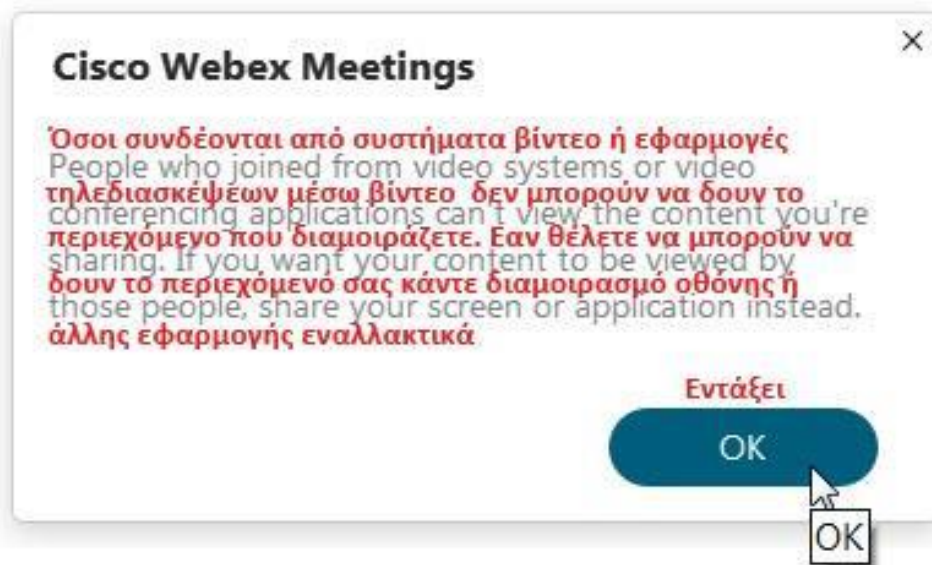 Cisco Webex Meetings
Όσοι συνδέονται από συστήματα βίντεο ή εφαρμογές
People who joined from video systems or video
τηλεδιασκέψεων μέσω βίντεο δεν μπορούν να δουν το
conferencing applications can't view the content you're
περιεχόμενο που διαμοιράζετε. Εαν θέλετε να μπορούν να
sharing. If you want your content to be viewed by
δουν το περιεχόμενό σας κάντε διαμοιρασμό οθόνης ή
those people, share your screen or application instead.
άλλης εφαρμογής εναλλακτικά
Εντάξει
OK
OK